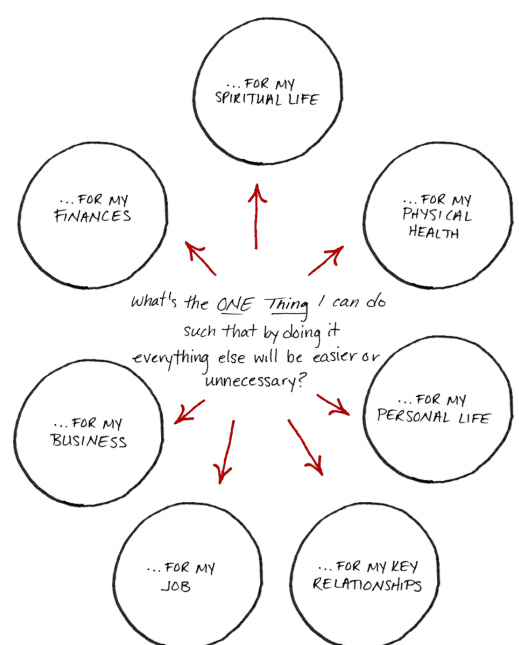 ... FOR MY
SPIRITUAL LIFE
... FOR MY
FINANCES
... FOR MY
PHYSICAL
HEALTH
What's the ONE Thing I can do
such that by doing it
everything else will be easier or
unnecessary?
... FOR MY
BUSINESS
... FOR MY
PERSONAL LIFE
... FOR MY
JOB
... FOR MY KEY
RELATIONSHIPS